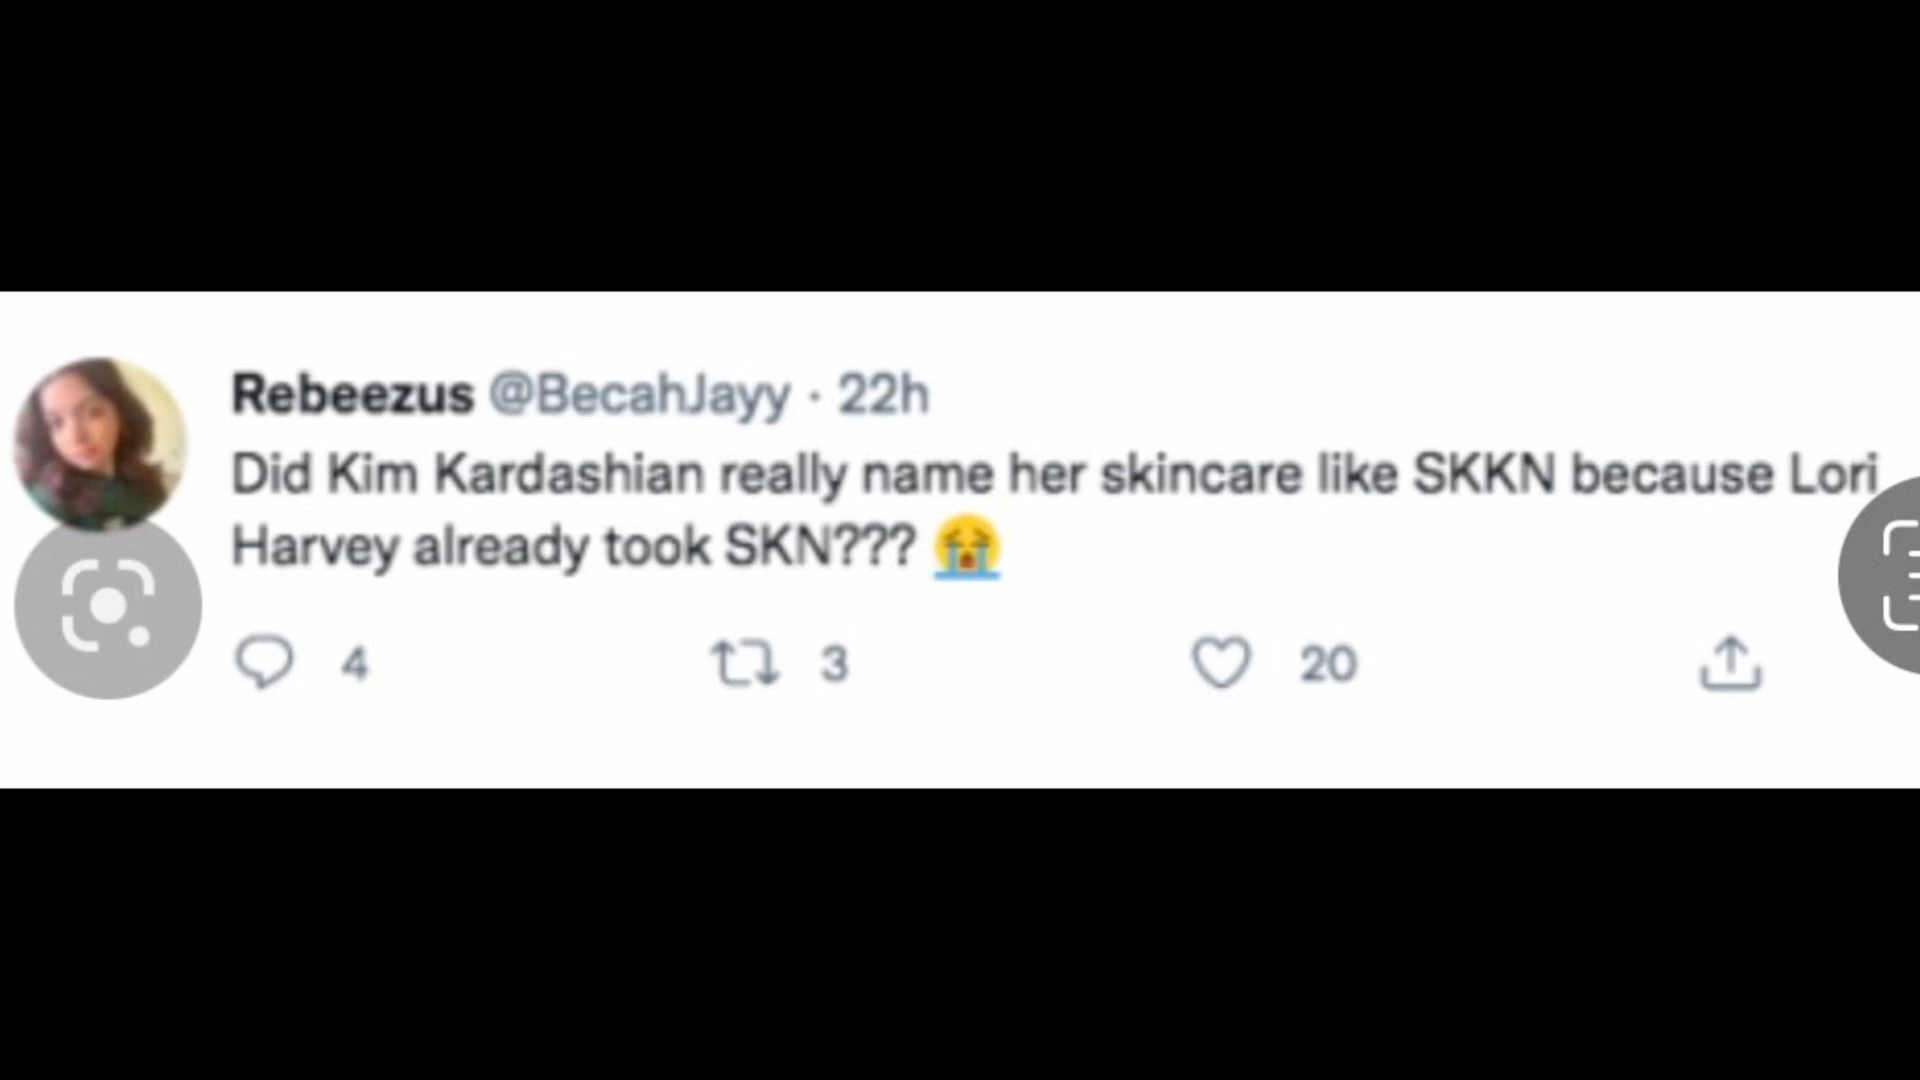 Rebeezus @BecahJayy · 22h
Did Kim Kardashian really name her skincare like SKKN because Lori
Harvey already took SKN??? 😭
4 3 20